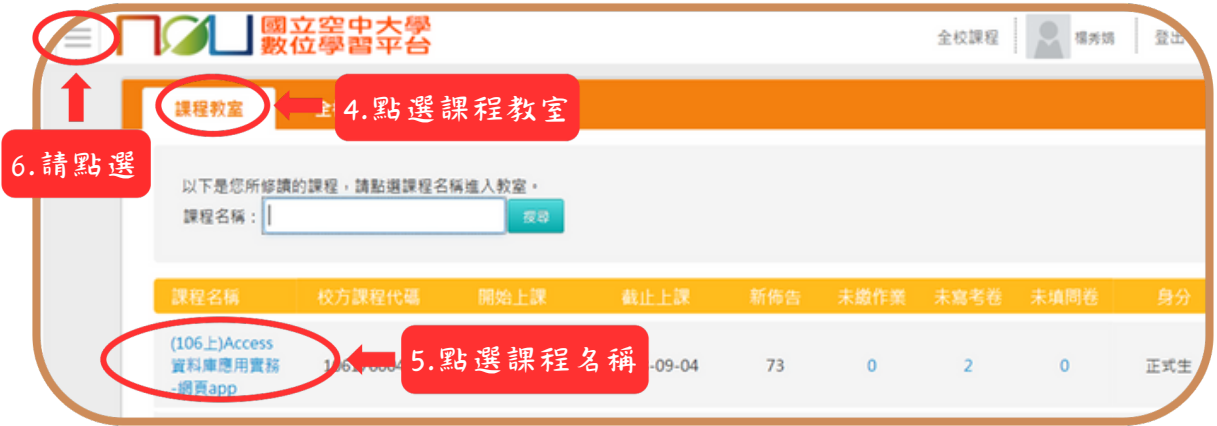 nou 國立空中大學
數位學習平台
全校課程 楊秀娟 登出
課程教室
4.點選課程教室
6.請點選
以下是您所修讀的課程，請點選課程名稱進入教室。
課程名稱： 搜尋
課程名稱 校方課程代碼 開始上課 截止上課 新佈告 未繳作業 未寫考卷 未填問卷 身分
(106上)Access
資料庫應用實務 5.點選課程名稱 -09-04 73 0 2 0 正式生
-網頁app